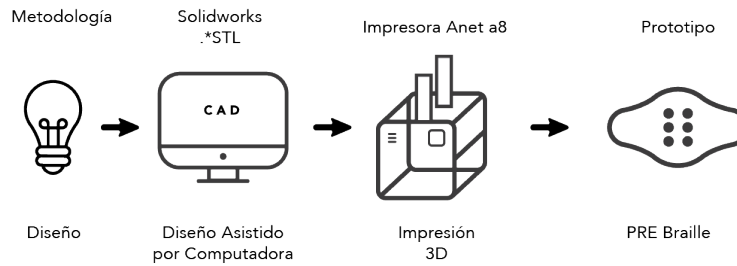 Metodología
Solidworks
.*STL
Impresora Anet a8
Prototipo
CAD
Diseño
Diseño Asistido
por Computadora
Impresión
3D
PRE Braille